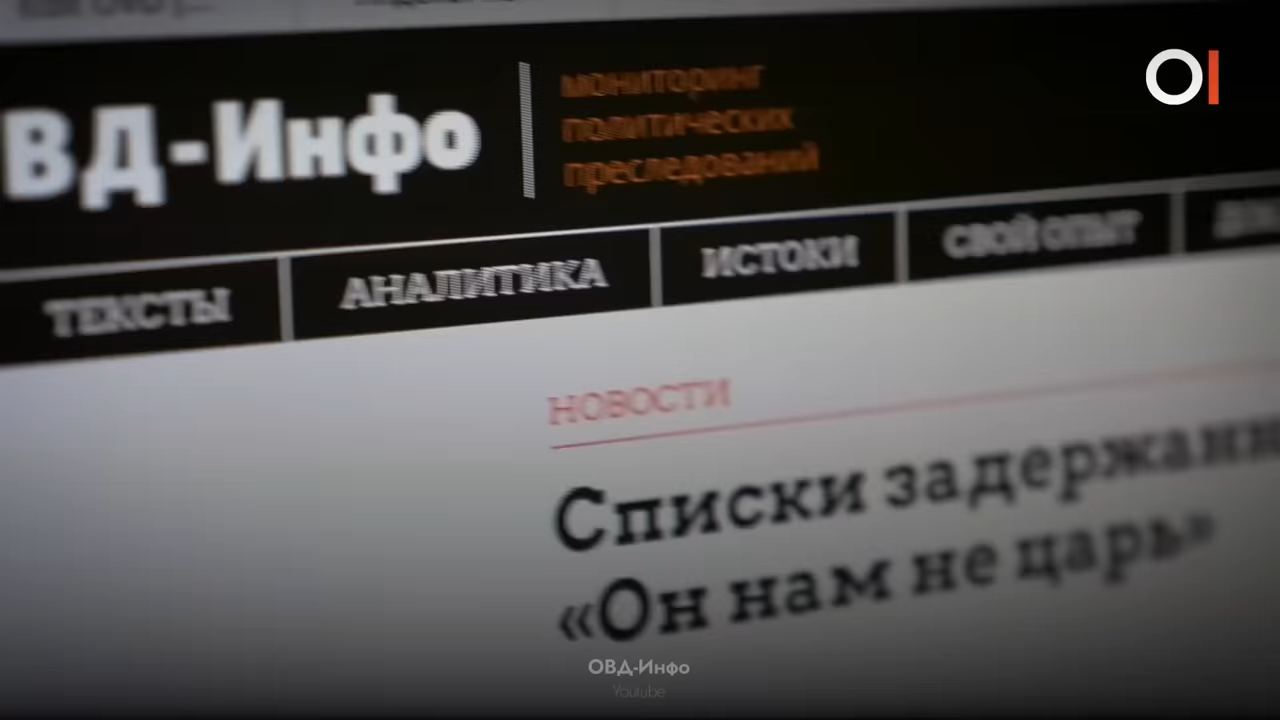 ВД-Инфо
мониторинг
политических
преследований
ТЕКСТЫ
АНАЛИТИКА
ИСТОКИ
СВОЙ ОПЫТ
НОВОСТИ
Списки задержанн
«Он нам не царь»
ОВД-Инфо
Youtube